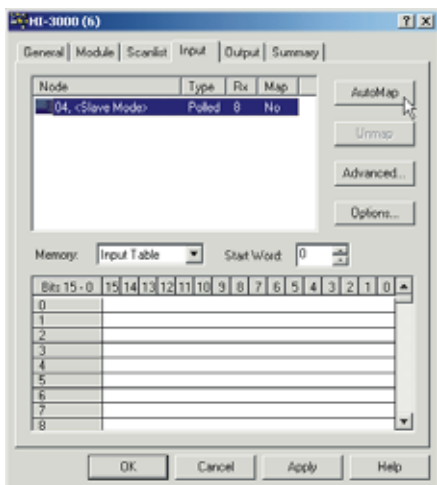 HI-3000 (6)
General Module Scanlist Input Output Summary
Node Type Rx Map
04, <Slave Mode> Polled 8 No
AutoMap
Unmap
Advanced...
Options...
Memory: Input Table Start Word: 0
Bits 15 - 0 15 14 13 12 11 10 9 8 7 6 5 4 3 2 1 0
0
1
2
3
4
5
6
7
8
OK Cancel Apply Help